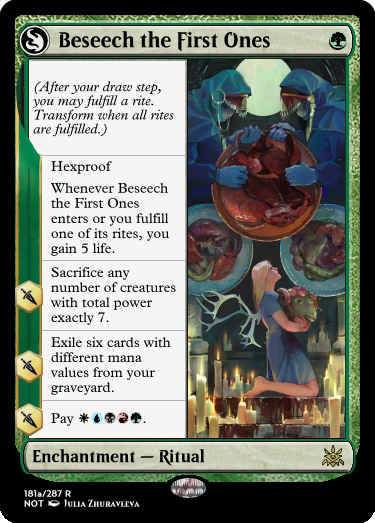 Beseech the First Ones
(After your draw step,
you may fulfill a rite.
Transform when all rites
are fulfilled.)
Hexproof
Whenever Beseech
the First Ones
enters or you fulfill
one of its rites, you
gain 5 life.
Sacrifice any
number of creatures
with total power
exactly 7.
Exile six cards with
different mana
values from your
graveyard.
Pay .
Enchantment — Ritual
181a/287 R
NOT Julia Zhuravleva